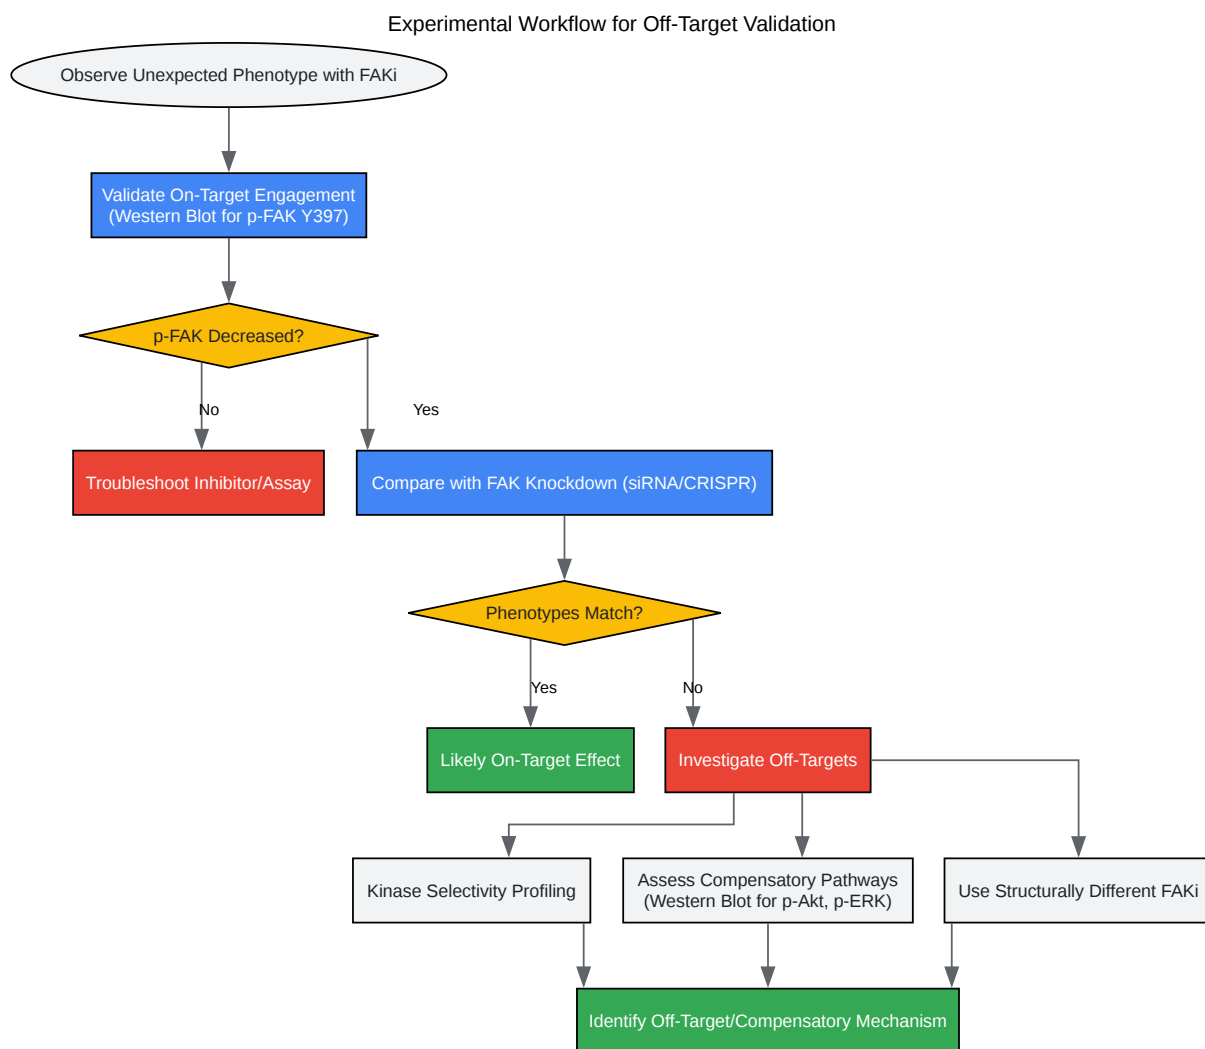 Experimental Workflow for Off-Target Validation
Observe Unexpected Phenotype with FAKi
Validate On-Target Engagement
(Western Blot for p-FAK Y397)
p-FAK Decreased?
No
Yes
Troubleshoot Inhibitor/Assay
Compare with FAK Knockdown (siRNA/CRISPR)
Phenotypes Match?
Yes
No
Likely On-Target Effect
Investigate Off-Targets
Kinase Selectivity Profiling
Assess Compensatory Pathways
(Western Blot for p-Akt, p-ERK)
Use Structurally Different FAKi
Identify Off-Target/Compensatory Mechanism